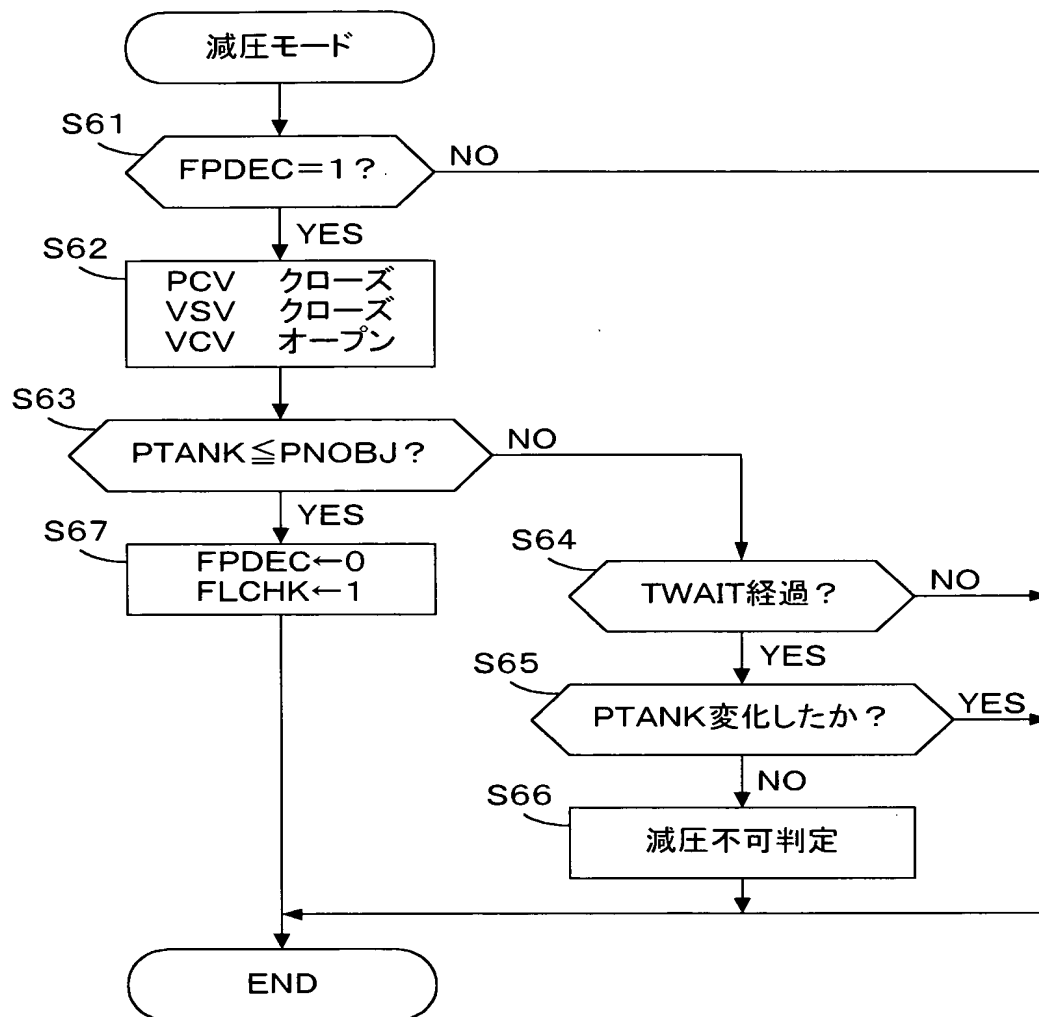 減圧モード
S61
FPDEC=1?
NO
YES
S62
PCV クローズ
VSV クローズ
VCV オープン
S63
PTANK≦PNOBJ?
NO
YES
S67
FPDEC←0
FLCHK←1
S64
TWAIT経過?
NO
YES
S65
PTANK変化したか?
YES
NO
S66
減圧不可判定
END